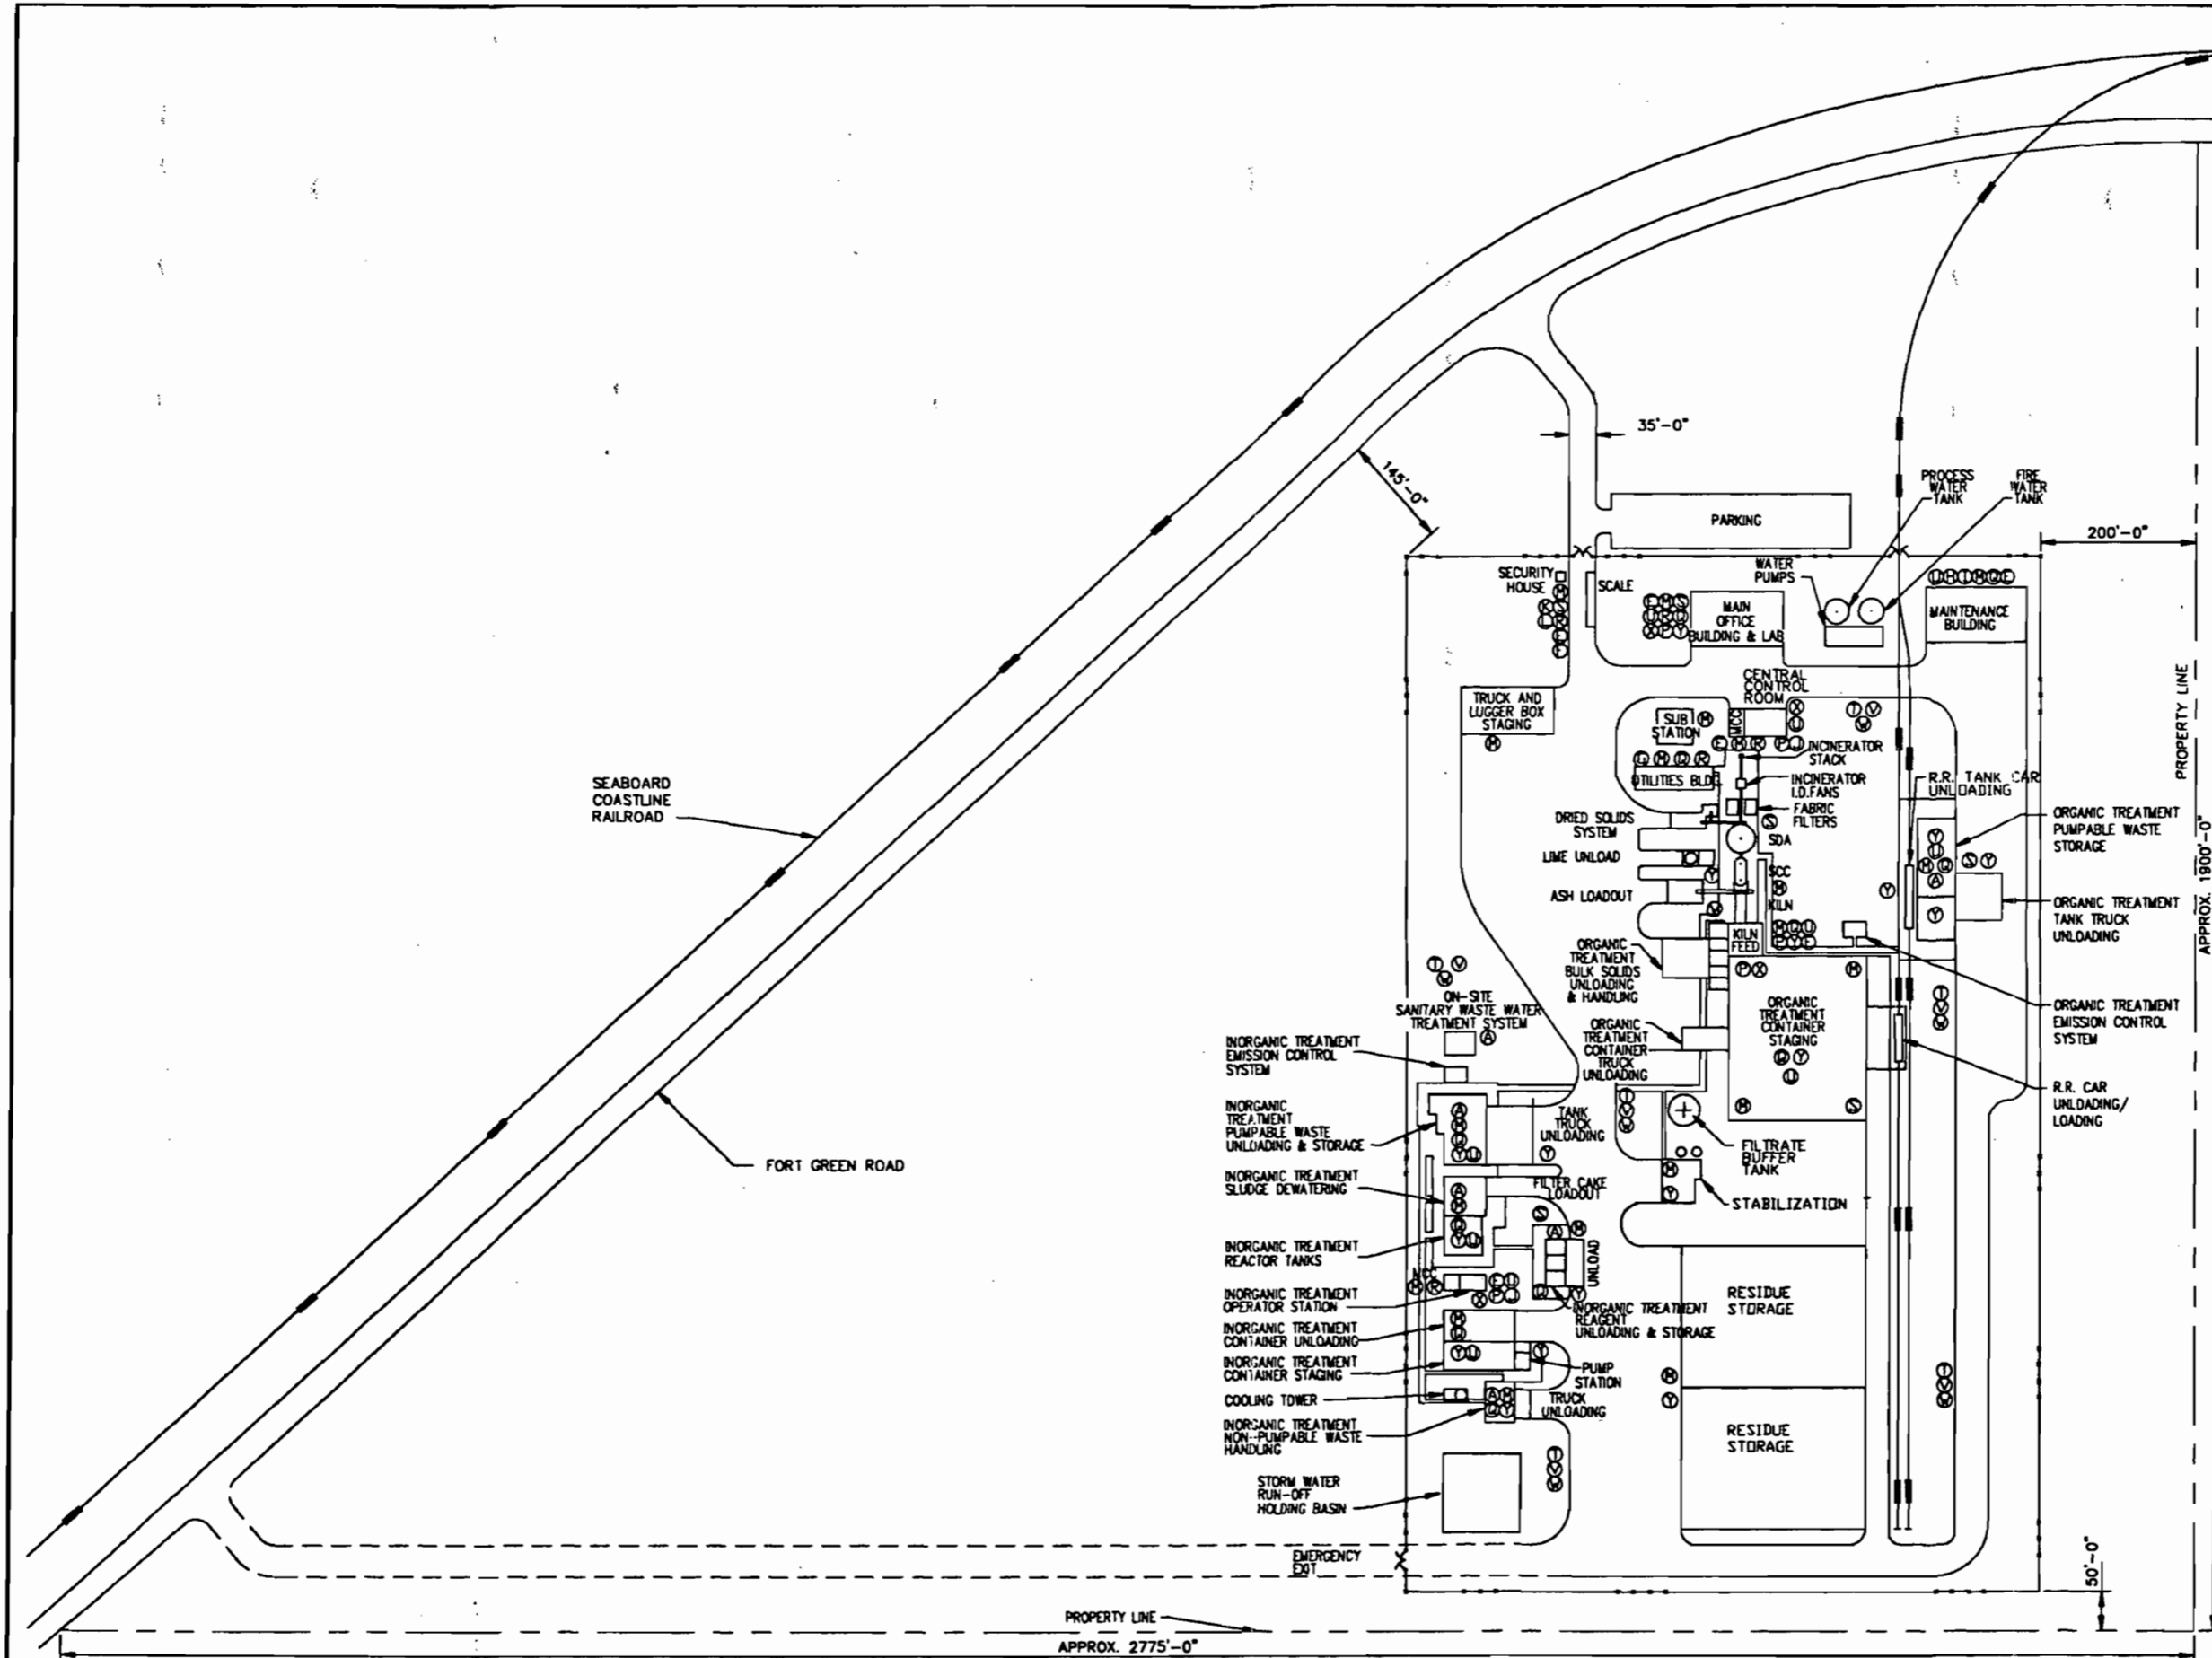 35'-0"
145'-0"
PROCESS
WATER
TANK
FIRE
WATER
TANK
PARKING
200'-0"
SECURITY
HOUSE
SCALE
WATER
PUMPS
MAIN
OFFICE
BUILDING & LAB
MAINTENANCE
BUILDING
PROPERTY LINE
APPROX. 1900'-0"
TRUCK AND
LUGGER BOX
STAGING
CENTRAL
CONTROL
ROOM
MCC
SUB
STATION
INCINERATOR
STACK
UTILITIES BLDG.
INCINERATOR
I.D.FANS
FABRIC
FILTERS
R.R. TANK CAR
UNLOADING
SEABOARD
COASTLINE
RAILROAD
DRIED SOLIDS
SYSTEM
SDA
ORGANIC TREATMENT
PUMPABLE WASTE
STORAGE
LIME UNLOAD
SCC
ASH LOADOUT
KILN
ORGANIC TREATMENT
TANK TRUCK
UNLOADING
KILN
FEED
ORGANIC
TREATMENT
BULK SOLIDS
UNLOADING
& HANDLING
ON-SITE
SANITARY WASTE WATER
TREATMENT SYSTEM
ORGANIC
TREATMENT
CONTAINER
STAGING
ORGANIC TREATMENT
EMISSION CONTROL
SYSTEM
ORGANIC
TREATMENT
CONTAINER
TRUCK
UNLOADING
INORGANIC TREATMENT
EMISSION CONTROL
SYSTEM
R.R. CAR
UNLOADING/
LOADING
INORGANIC
TREATMENT
PUMPABLE WASTE
UNLOADING & STORAGE
TANK
TRUCK
UNLOADING
FILTRATE
BUFFER
TANK
FORT GREEN ROAD
INORGANIC TREATMENT
SLUDGE DEWATERING
FILTER CAKE
LOADOUT
STABILIZATION
INORGANIC TREATMENT
REACTOR TANKS
UNLOAD
INORGANIC TREATMENT
OPERATOR STATION
INORGANIC TREATMENT
REAGENT
UNLOADING & STORAGE
RESIDUE
STORAGE
INORGANIC TREATMENT
CONTAINER UNLOADING
INORGANIC TREATMENT
CONTAINER STAGING
PUMP
STATION
COOLING TOWER
TRUCK
UNLOADING
INORGANIC TREATMENT
NON-PUMPABLE WASTE
HANDLING
RESIDUE
STORAGE
STORM WATER
RUN-OFF
HOLDING BASIN
EMERGENCY
EXIT
50'-0"
PROPERTY LINE
APPROX. 2775'-0"